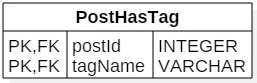 PostHasTag
PK,FK postId INTEGER
PK,FK tagName VARCHAR